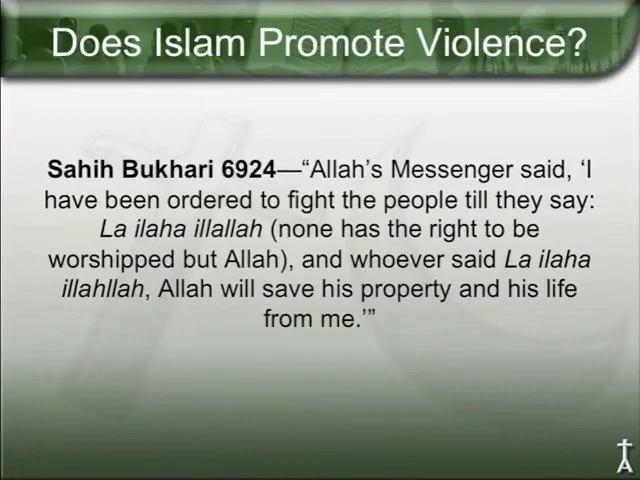 Does Islam Promote Violence?
Sahih Bukhari 6924—“Allah’s Messenger said, ‘I
have been ordered to fight the people till they say:
La ilaha illallah (none has the right to be
worshipped but Allah), and whoever said La ilaha
illahllah, Allah will save his property and his life
from me.’”